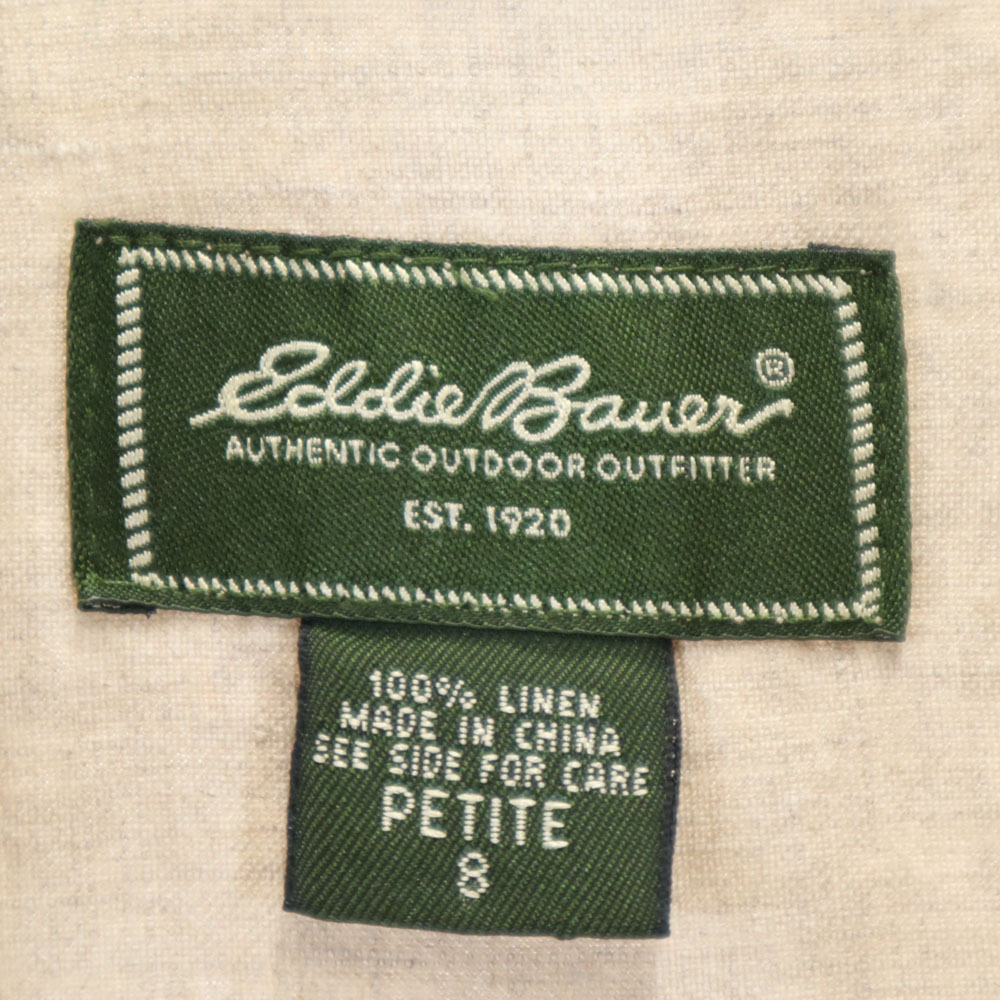 Eddie Bauer®
AUTHENTIC OUTDOOR OUTFITTER
EST. 1920
100% LINEN
MADE IN CHINA
SEE SIDE FOR CARE
PETITE
8